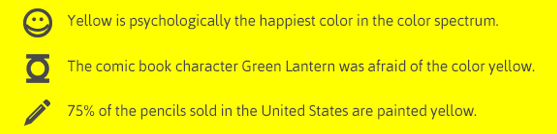 Yellow is psychologically the happiest color in the color spectrum.
The comic book character Green Lantern was afraid of the color yellow.
75% of the pencils sold in the United States are painted yellow.